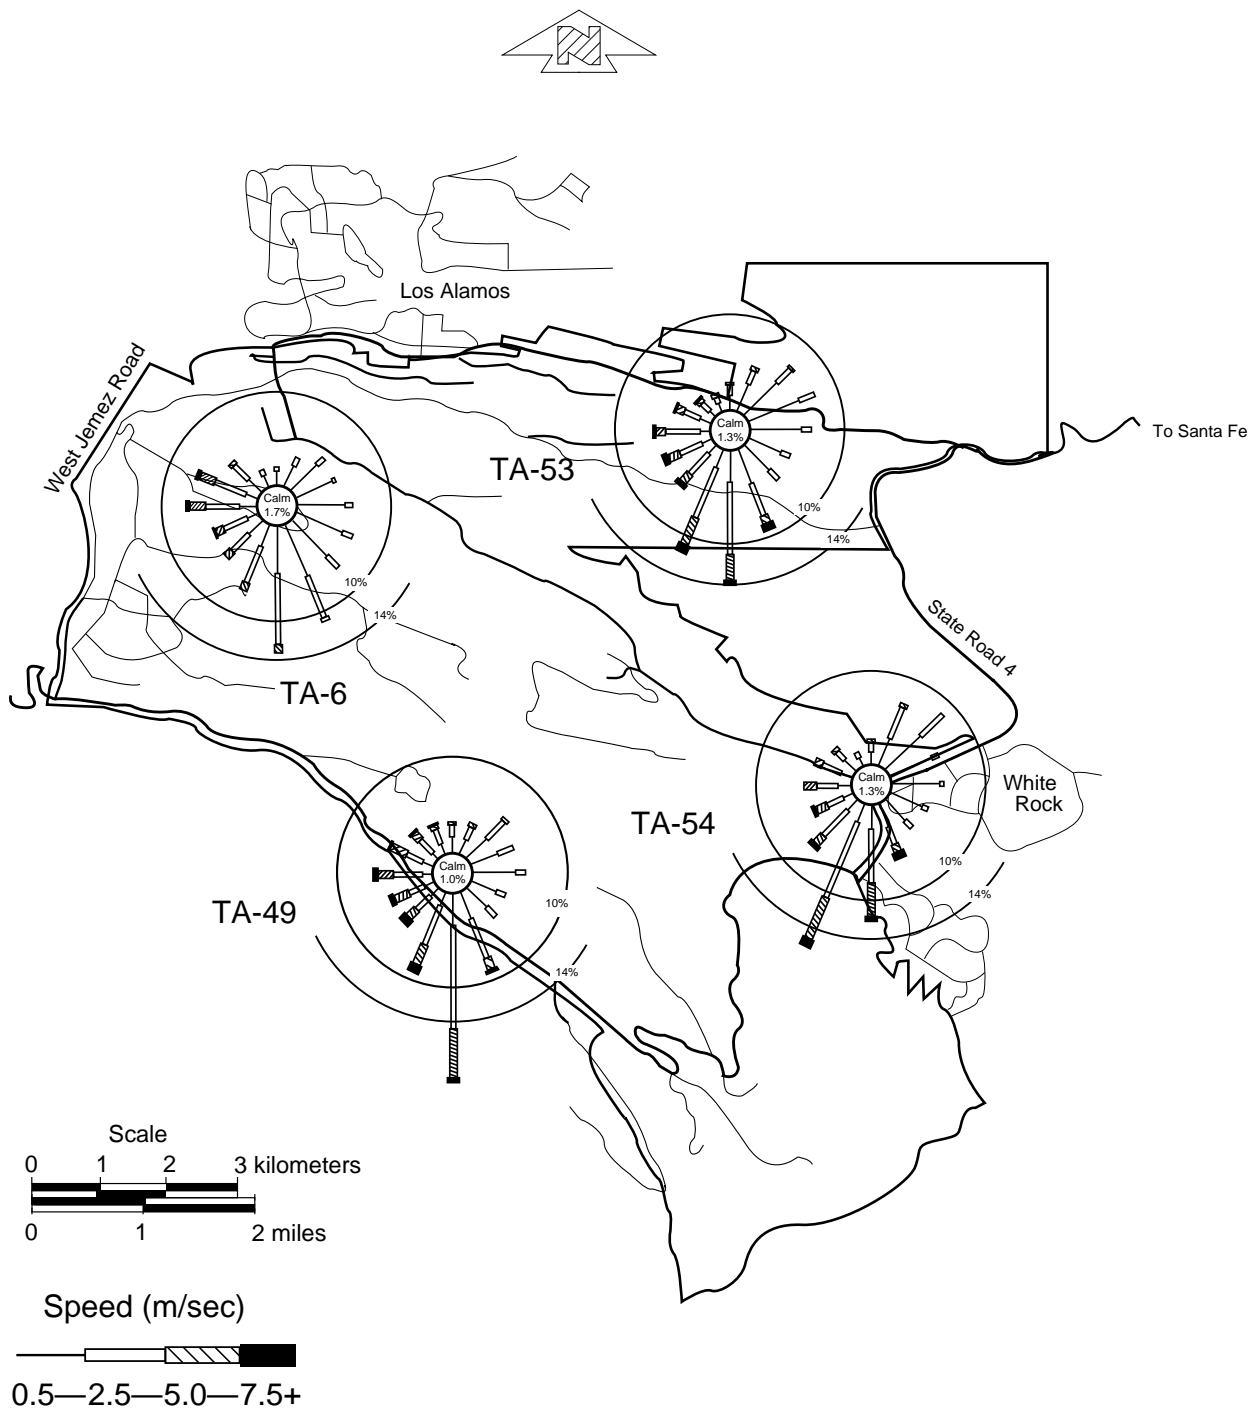 N
Los Alamos
West Jemez Road
To Santa Fe
Calm
1.3%
TA-53
10%
14%
Calm
1.7%
10%
14%
TA-6
State Road 4
Calm
1.3%
White
Rock
TA-54
10%
14%
Calm
1.0%
TA-49
10%
14%
Scale
0 1 2 3 kilometers
0 1 2 miles
Speed (m/sec)
0.5—2.5—5.0—7.5+